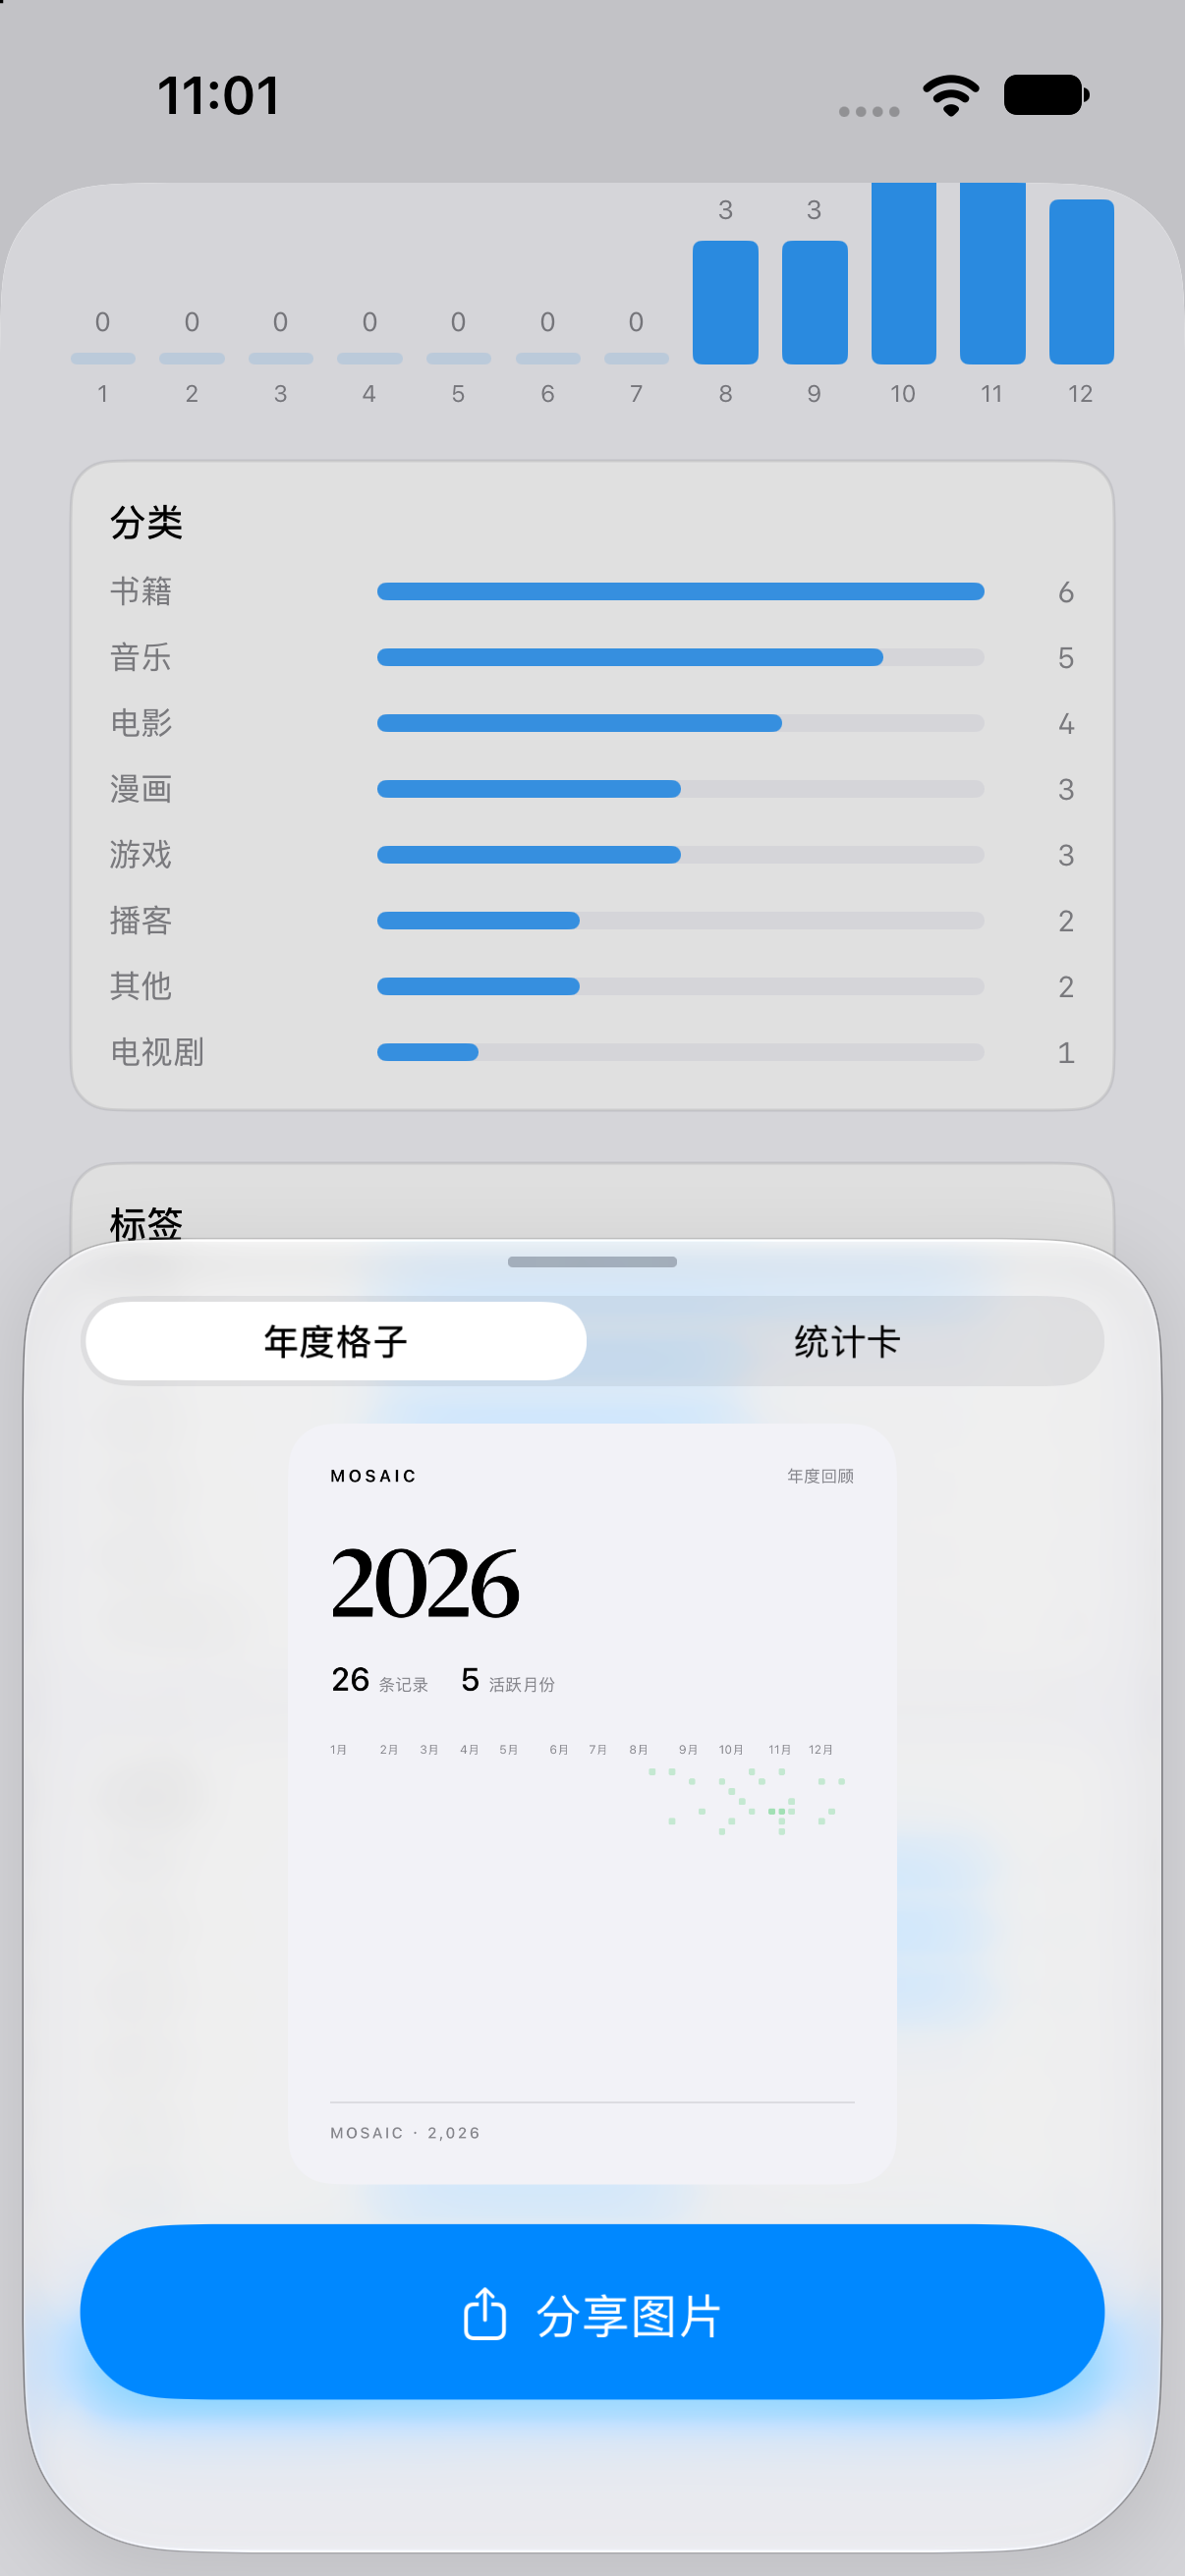 11:01
3 3
0 0 0 0 0 0 0
1 2 3 4 5 6 7 8 9 10 11 12
分类
书籍 6
音乐 5
电影 4
漫画 3
游戏 3
播客 2
其他 2
电视剧 1
标签
年度格子 统计卡
MOSAIC 年度回顾
2026
26 条记录 5 活跃月份
1月 2月 3月 4月 5月 6月 7月 8月 9月 10月 11月 12月
MOSAIC · 2,026
分享图片